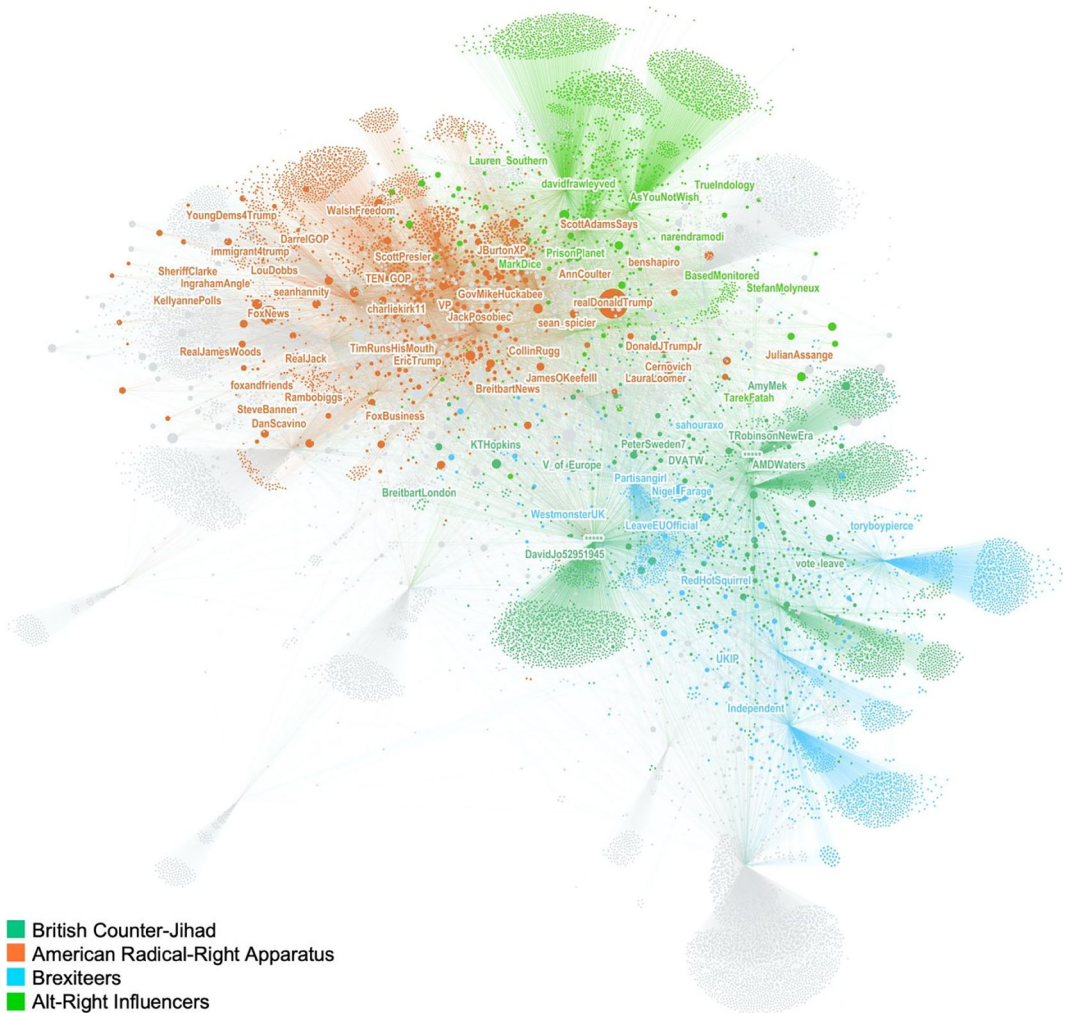 Lauren_Southern
davidfrawleyved
TrueIndology
AsYouNotWish
YoungDems4Trump
WalshFreedom
ScottAdamsSays
DarrelGOP
narendramodi
immigrant4trump
JBurtonXP
PrisonPlanet
ScottPresler
MarkDice
benshapiro
SheriffClarke
LouDobbs
TEN_GOP
AnnCoulter
BasedMonitored
IngrahamAngle
StefanMolyneux
seanhannity
GovMikeHuckabee
KellyannePolls
charliekirk11
VP
realDonaldTrump
FoxNews
JackPosobiec
sean_spicier
RealJamesWoods
TimRunsHisMouth
CollinRugg
DonaldJTrumpJr
RealJack
EricTrump
JulianAssange
Cernovich
JamesOKeefeIII
LauraLoomer
foxandfriends
BreitbartNews
AmyMek
Rambobiggs
TarekFatah
SteveBannen
FoxBusiness
DanScavino
sahouraxo
TRobinsonNewEra
KTHopkins
PeterSweden7
*****
V_of_Europe
DVATW
AMDWaters
Partisangirl
BreitbartLondon
Nigel_Farage
WestmonsterUK
LeaveEUOfficial
toryboypierce
*****
DavidJo52951945
vote_leave
RedHotSquirrel
UKIP
Independent
British Counter-Jihad
American Radical-Right Apparatus
Brexiteers
Alt-Right Influencers